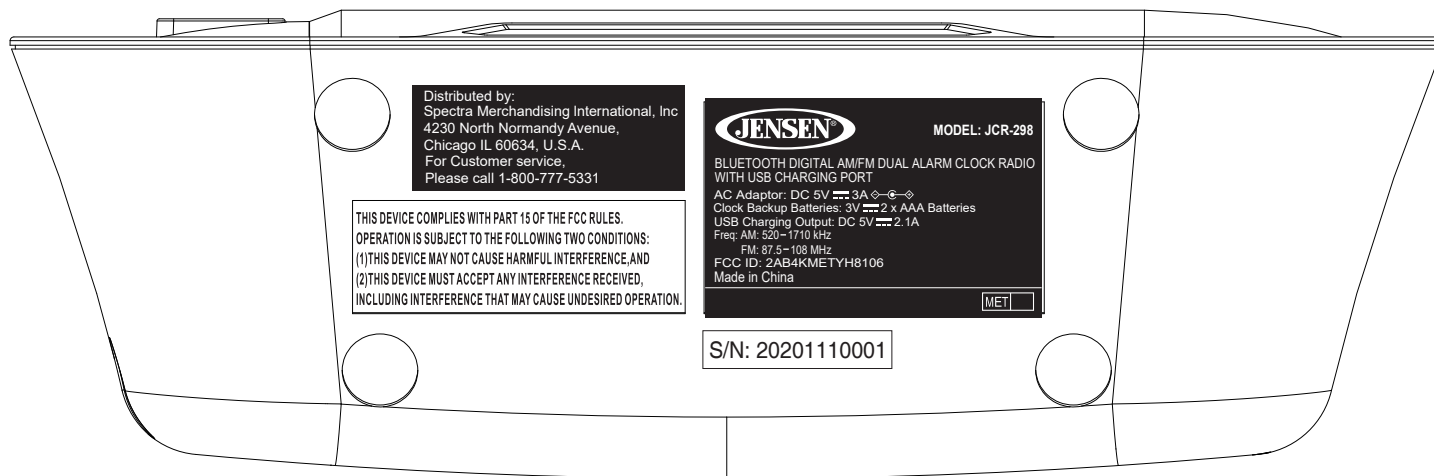 Distributed by:
Spectra Merchandising International, Inc
4230 North Normandy Avenue,
Chicago IL 60634, U.S.A.
For Customer service,
Please call 1-800-777-5331
THIS DEVICE COMPLIES WITH PART 15 OF THE FCC RULES.
OPERATION IS SUBJECT TO THE FOLLOWING TWO CONDITIONS:
(1)THIS DEVICE MAY NOT CAUSE HARMFUL INTERFERENCE,AND
(2)THIS DEVICE MUST ACCEPT ANY INTERFERENCE RECEIVED,
INCLUDING INTERFERENCE THAT MAY CAUSE UNDESIRED OPERATION.
JENSEN®
MODEL: JCR-298
BLUETOOTH DIGITAL AM/FM DUAL ALARM CLOCK RADIO
WITH USB CHARGING PORT
AC Adaptor: DC 5V ⎓ 3A
Clock Backup Batteries: 3V ⎓ 2 x AAA Batteries
USB Charging Output: DC 5V ⎓ 2.1A
Freq: AM: 520–1710 kHz
FM: 87.5–108 MHz
FCC ID: 2AB4KMETYH8106
Made in China
MET
S/N: 20201110001